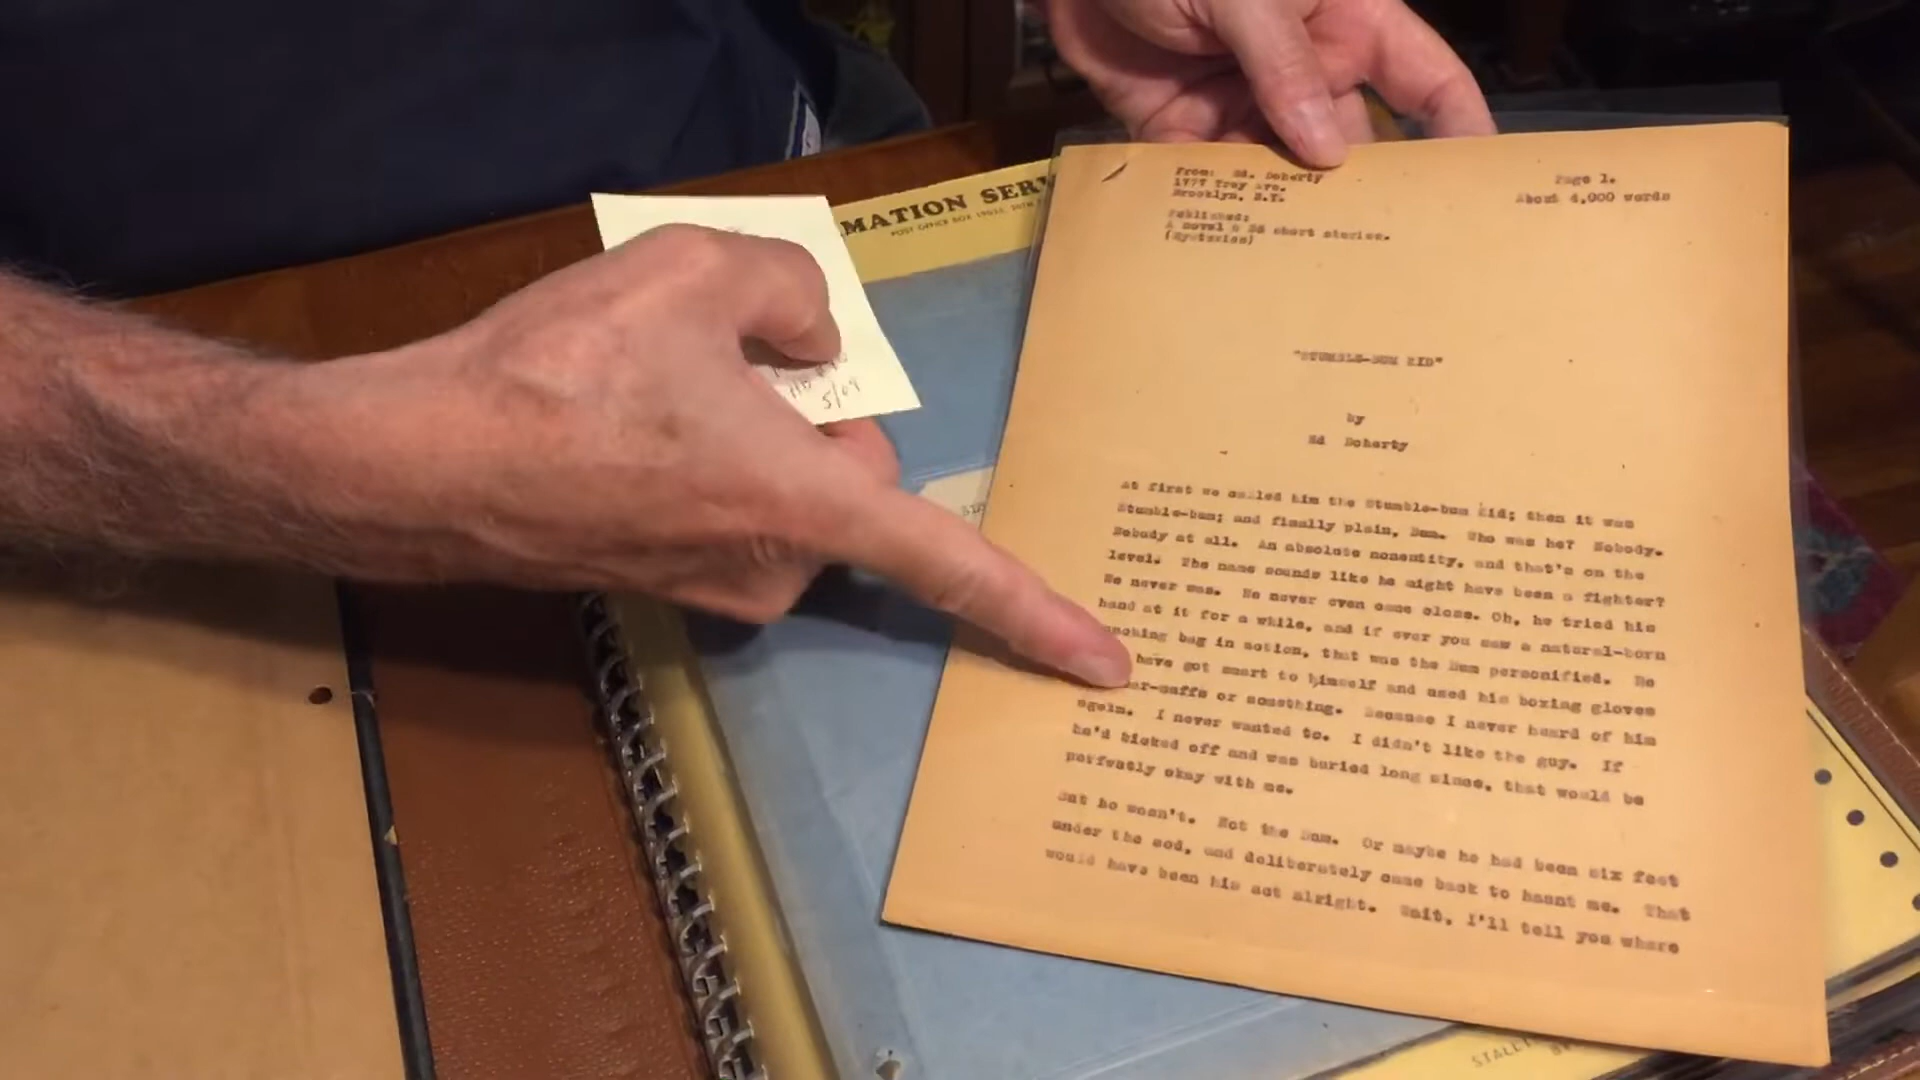 MATION SERV
POST OFFICE BOX
5/09
From: Ed. Doherty
1777 Troy Ave.
Brooklyn, N.Y.
Page 1.
About 4,000 words
Published:
A novel & 24 short stories.
(Mysteries)
"STUMBLE-BUM KID"
by
Ed Doherty
At first we called him the Stumble-bum Kid; then it was
Stumble-bum; and finally plain, Bum. Who was he? Nobody.
Nobody at all. An absolute nonentity, and that's on the
level. The name sounds like he might have been a fighter?
He never was. He never even came close. Oh, he tried his
hand at it for a while, and if ever you saw a natural-born
nching bag in action, that was the Bum personified. He
have got smart to himself and used his boxing gloves
er-muffs or something. Because I never heard of him
again. I never wanted to. I didn't like the guy. If
he'd kicked off and was buried long since, that would be
perfectly okay with me.
But he wasn't. Not the Bum. Or maybe he had been six feet
under the sod, and deliberately came back to haunt me. That
would have been his act alright. Wait, I'll tell you where